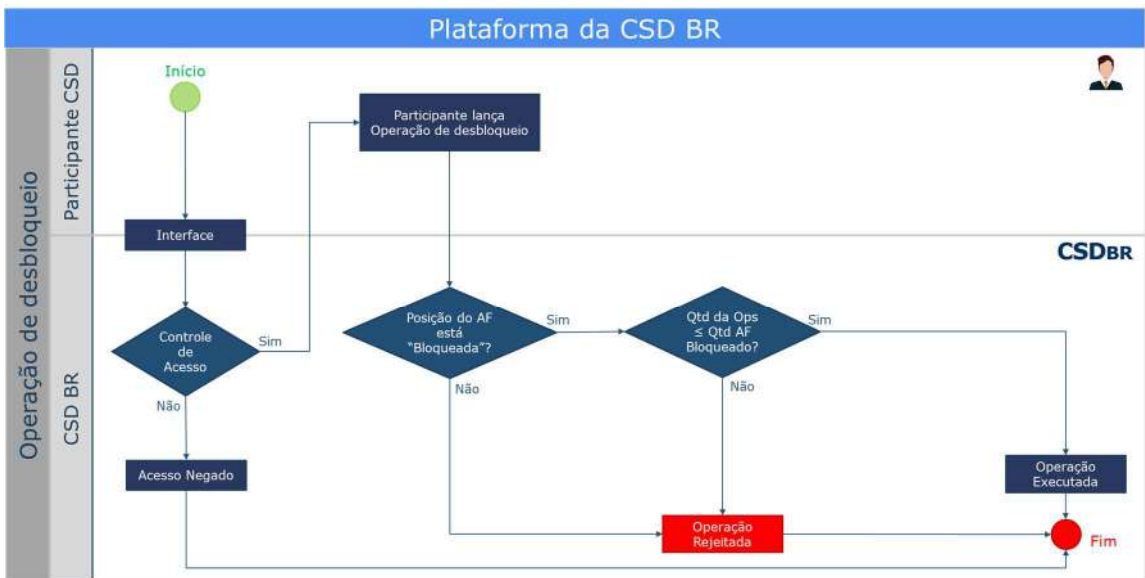 Plataforma da CSD BR
Operação de desbloqueio
Participante CSD
Início
Participante lança
Operação de desbloqueio
Interface
CSD BR
CSDBR
Controle
de
Acesso
Sim
Não
Posição do AF
está
“Bloqueada”?
Sim
Não
Qtd da Ops
≤ Qtd AF
Bloqueado?
Sim
Não
Acesso Negado
Operação
Executada
Operação
Rejeitada
Fim